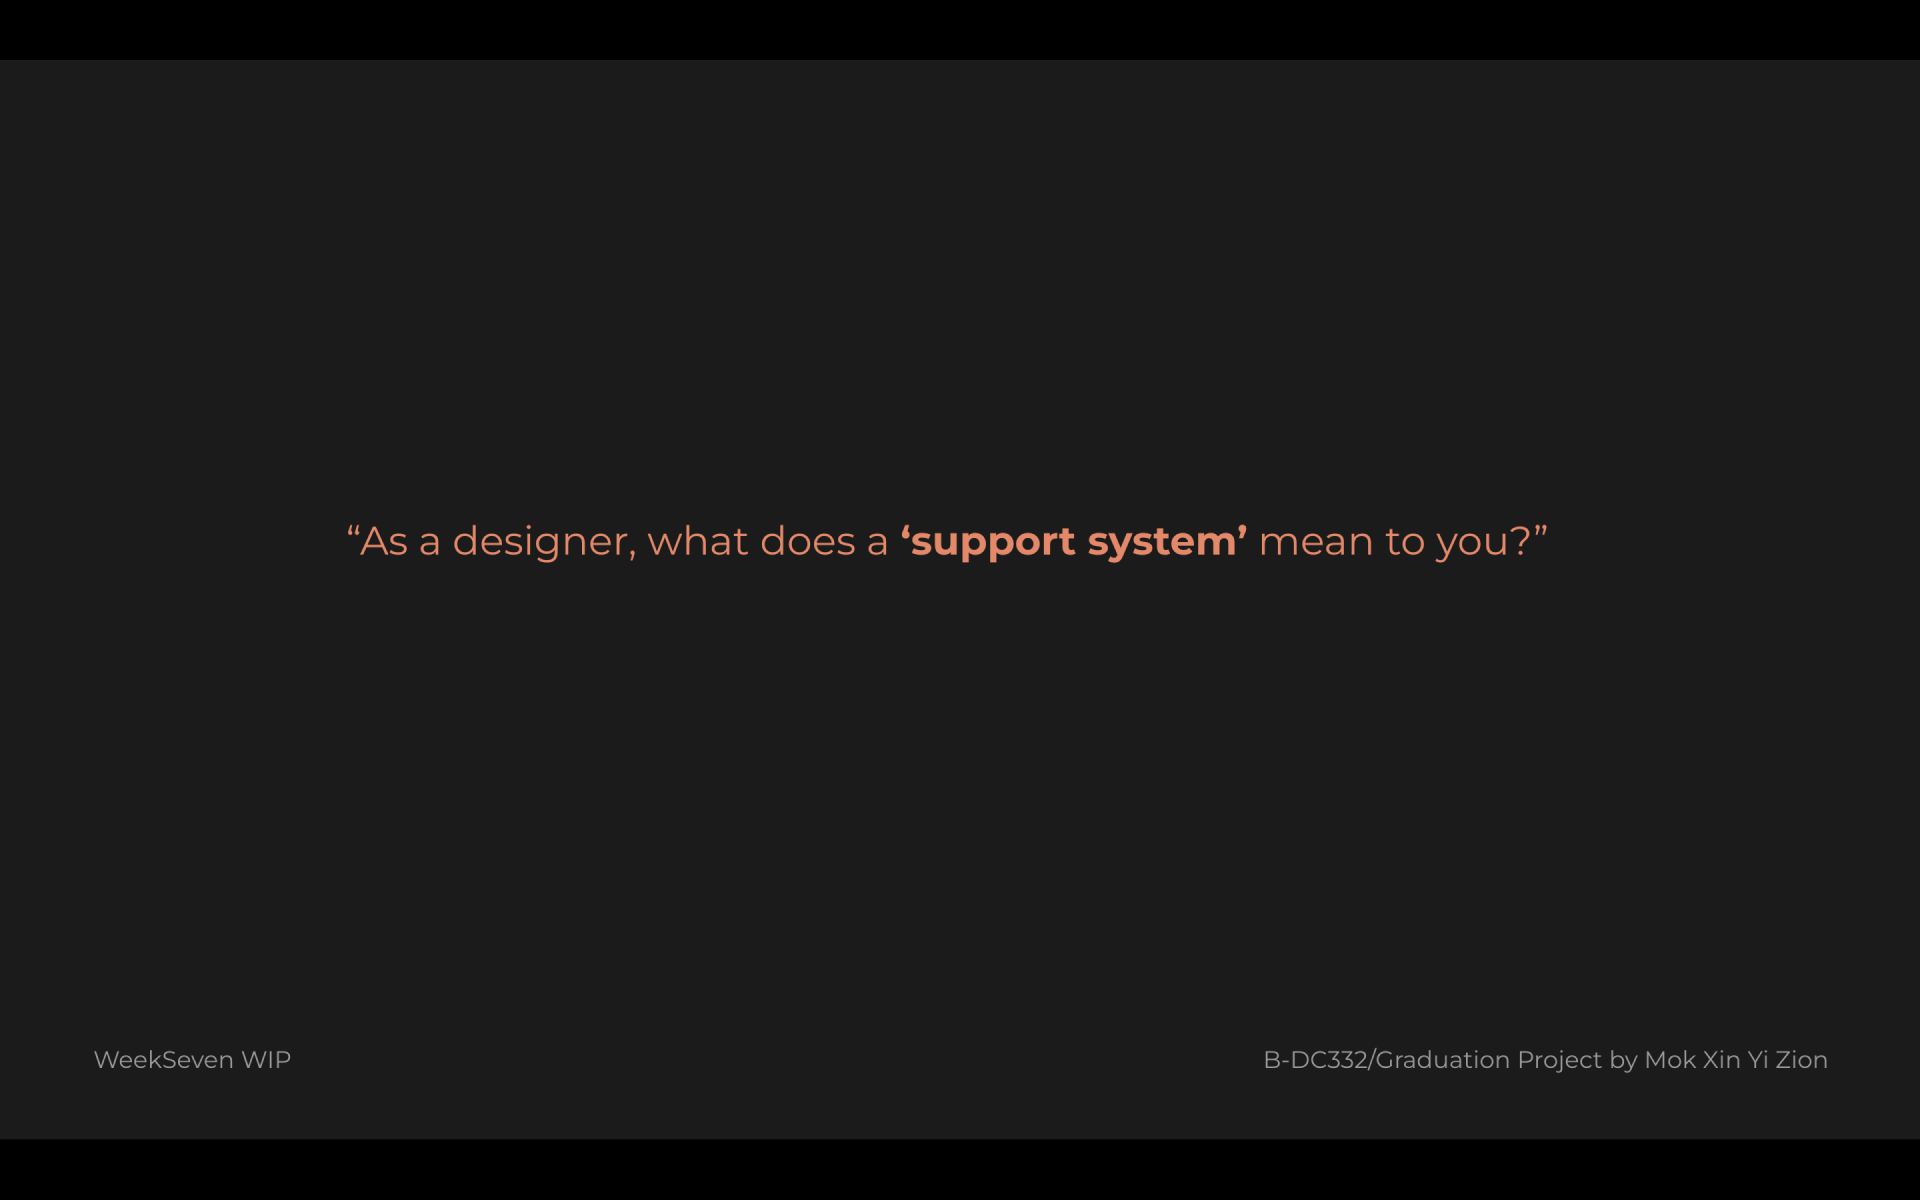 “As a designer, what does a ‘support system’ mean to you?”
WeekSeven WIP
B-DC332/Graduation Project by Mok Xin Yi Zion